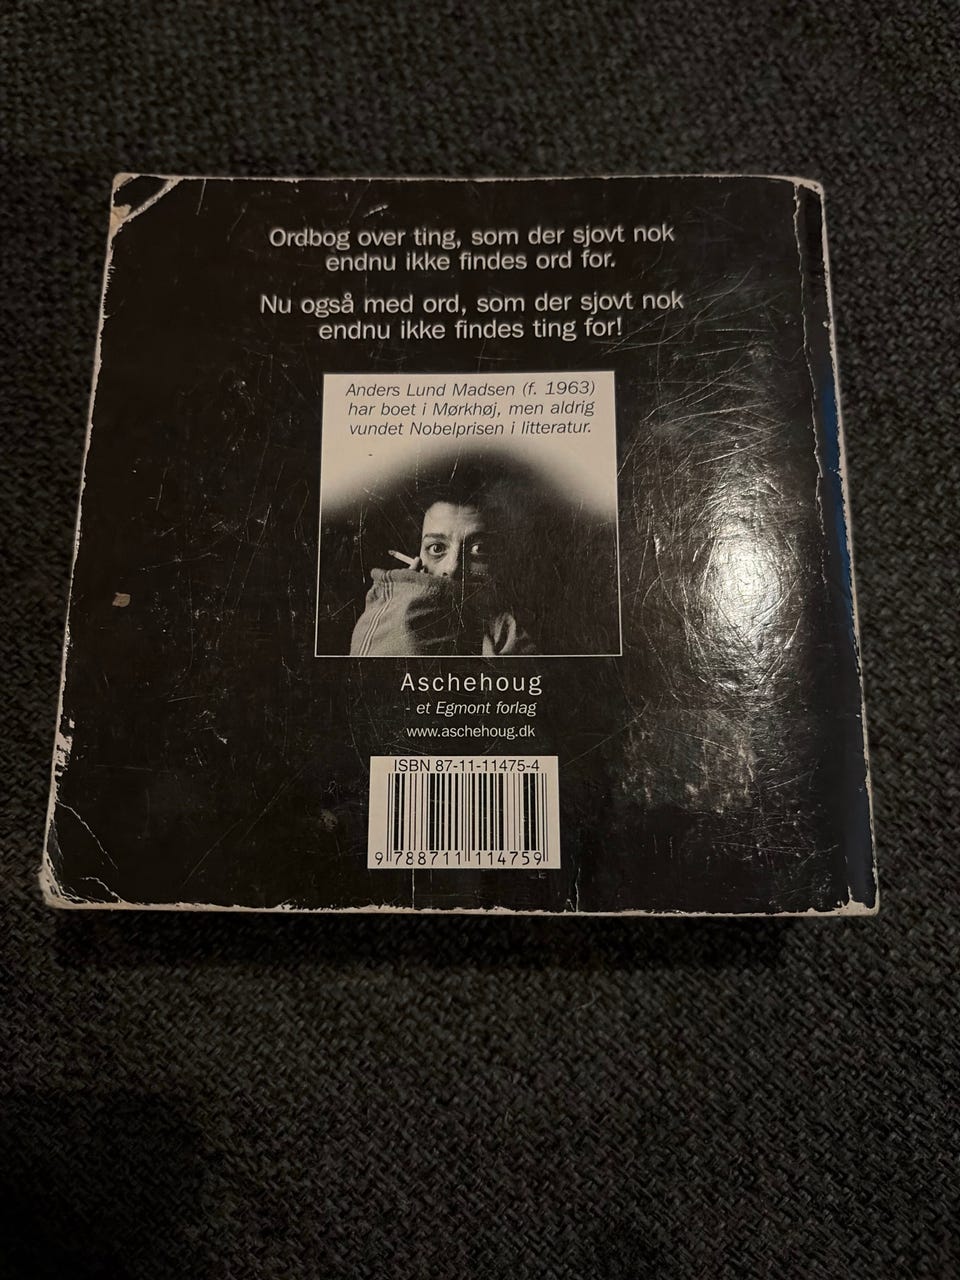 Ordbog over ting, som der sjovt nok
endnu ikke findes ord for.
Nu også med ord, som der sjovt nok
endnu ikke findes ting for!
Anders Lund Madsen (f. 1963)
har boet i Mørkhøj, men aldrig
vundet Nobelprisen i litteratur.
Aschehoug
- et Egmont forlag
www.aschehoug.dk
ISBN 87-11-11475-4
9 788711 114759